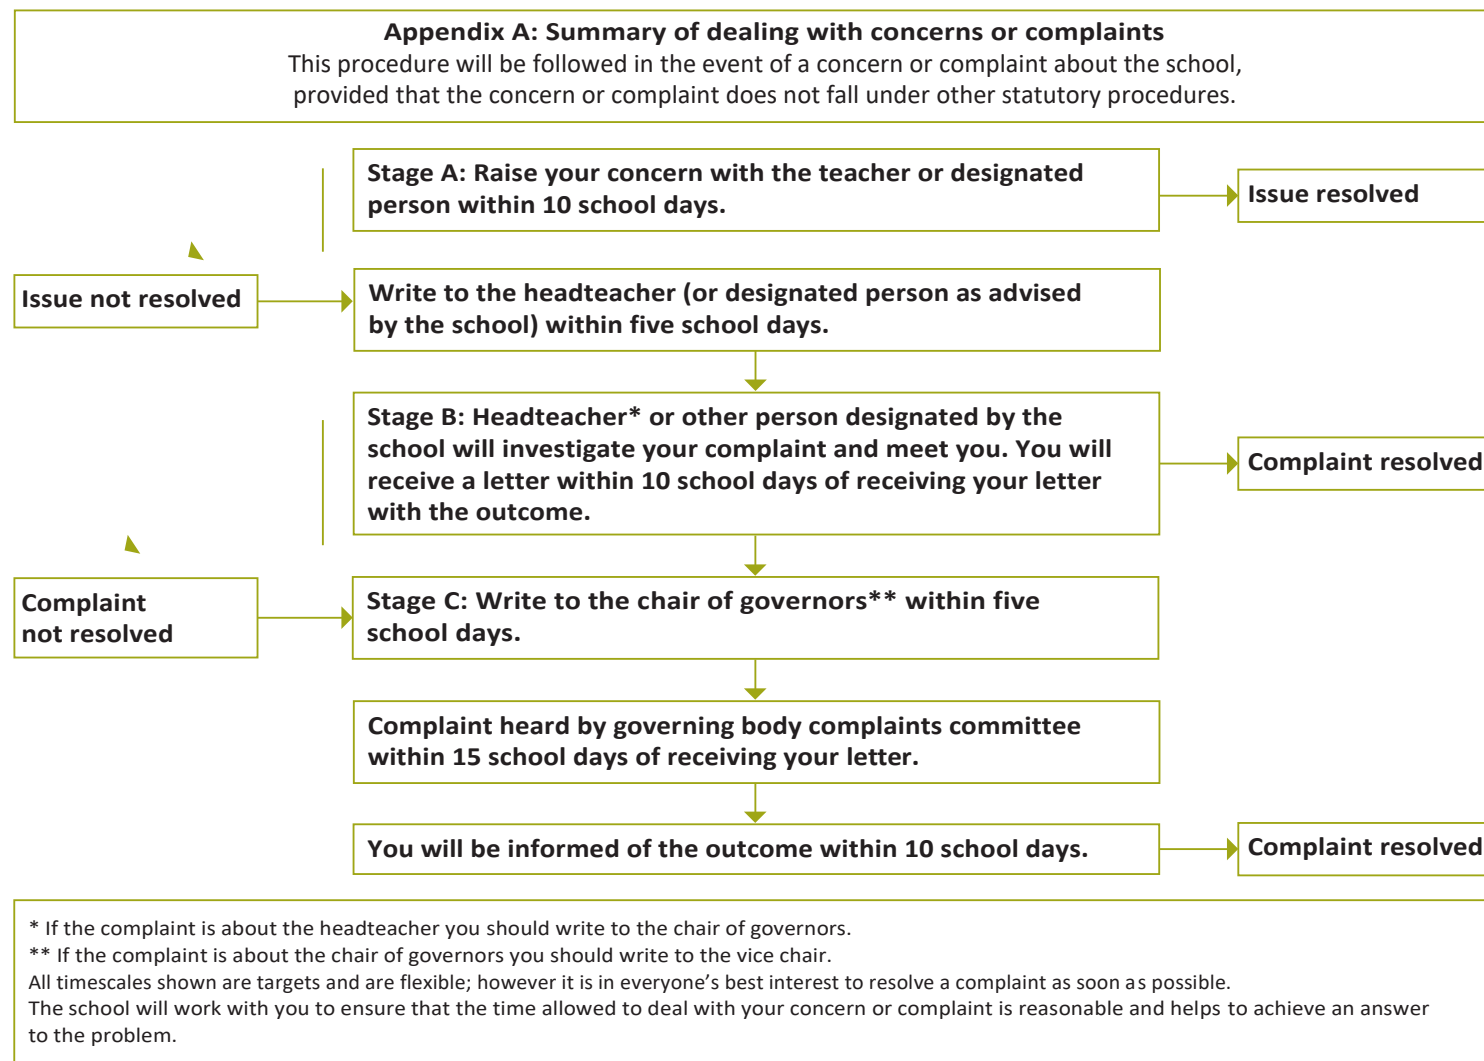 Appendix A: Summary of dealing with concerns or complaints
This procedure will be followed in the event of a concern or complaint about the school,
provided that the concern or complaint does not fall under other statutory procedures.
Stage A: Raise your concern with the teacher or designated
person within 10 school days.
Issue resolved
Issue not resolved
Write to the headteacher (or designated person as advised
by the school) within five school days.
Stage B: Headteacher* or other person designated by the
school will investigate your complaint and meet you. You will
receive a letter within 10 school days of receiving your letter
with the outcome.
Complaint resolved
Complaint
not resolved
Stage C: Write to the chair of governors** within five
school days.
Complaint heard by governing body complaints committee
within 15 school days of receiving your letter.
You will be informed of the outcome within 10 school days.
Complaint resolved
* If the complaint is about the headteacher you should write to the chair of governors.
** If the complaint is about the chair of governors you should write to the vice chair.
All timescales shown are targets and are flexible; however it is in everyone’s best interest to resolve a complaint as soon as possible.
The school will work with you to ensure that the time allowed to deal with your concern or complaint is reasonable and helps to achieve an answer
to the problem.